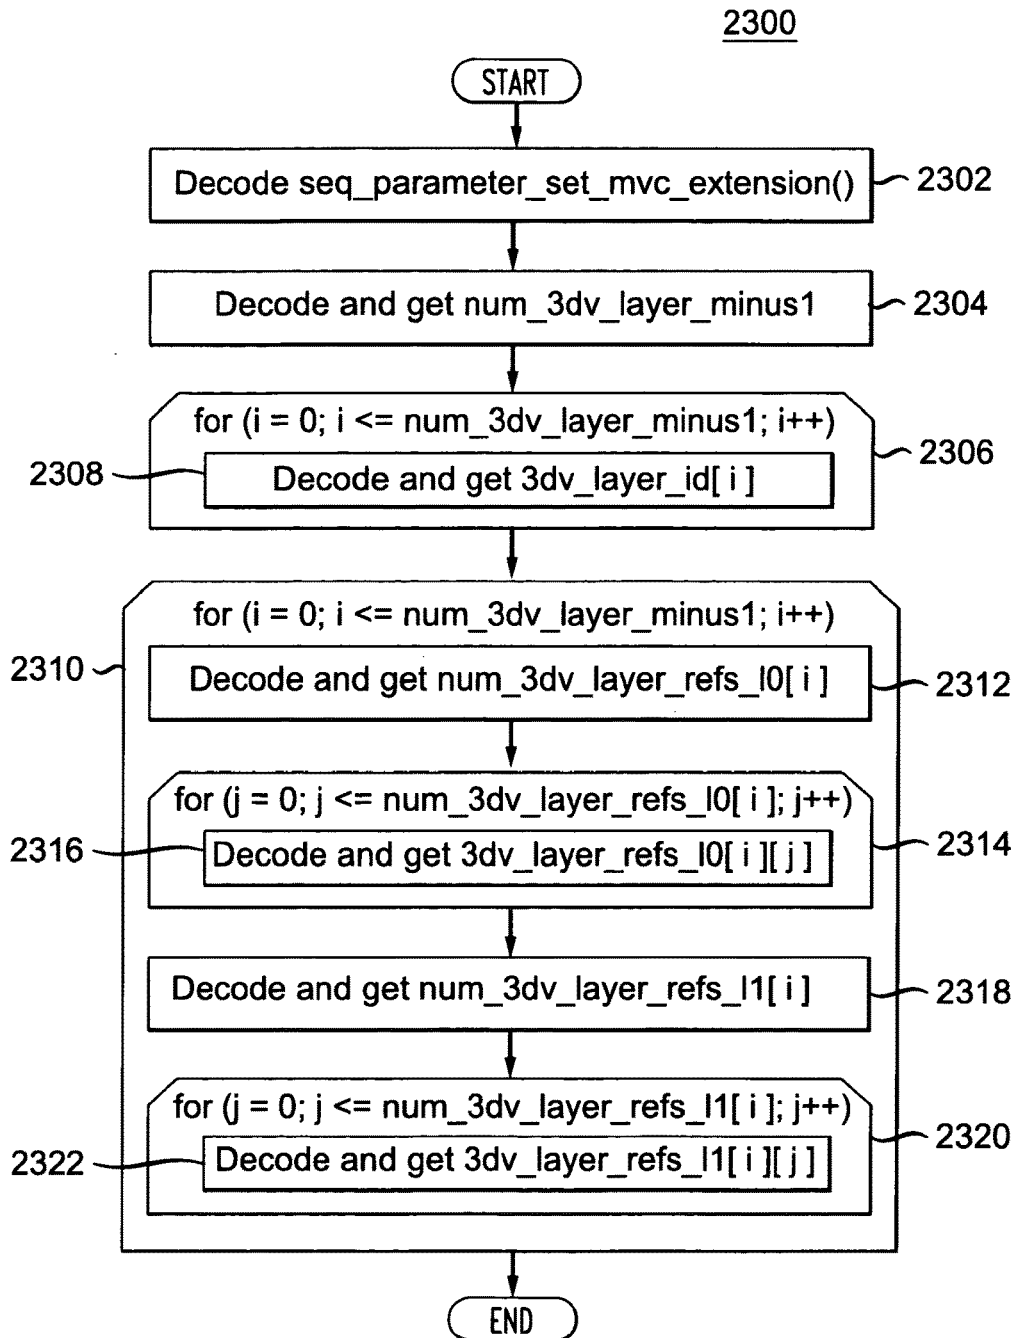 2300
START
Decode seq_parameter_set_mvc_extension()
2302
Decode and get num_3dv_layer_minus1
2304
for (i = 0; i <= num_3dv_layer_minus1; i++)
2306
2308
Decode and get 3dv_layer_id[ i ]
for (i = 0; i <= num_3dv_layer_minus1; i++)
2310
Decode and get num_3dv_layer_refs_l0[ i ]
2312
for (j = 0; j <= num_3dv_layer_refs_l0[ i ]; j++)
2314
2316
Decode and get 3dv_layer_refs_l0[ i ][ j ]
Decode and get num_3dv_layer_refs_l1[ i ]
2318
for (j = 0; j <= num_3dv_layer_refs_l1[ i ]; j++)
2320
2322
Decode and get 3dv_layer_refs_l1[ i ][ j ]
END